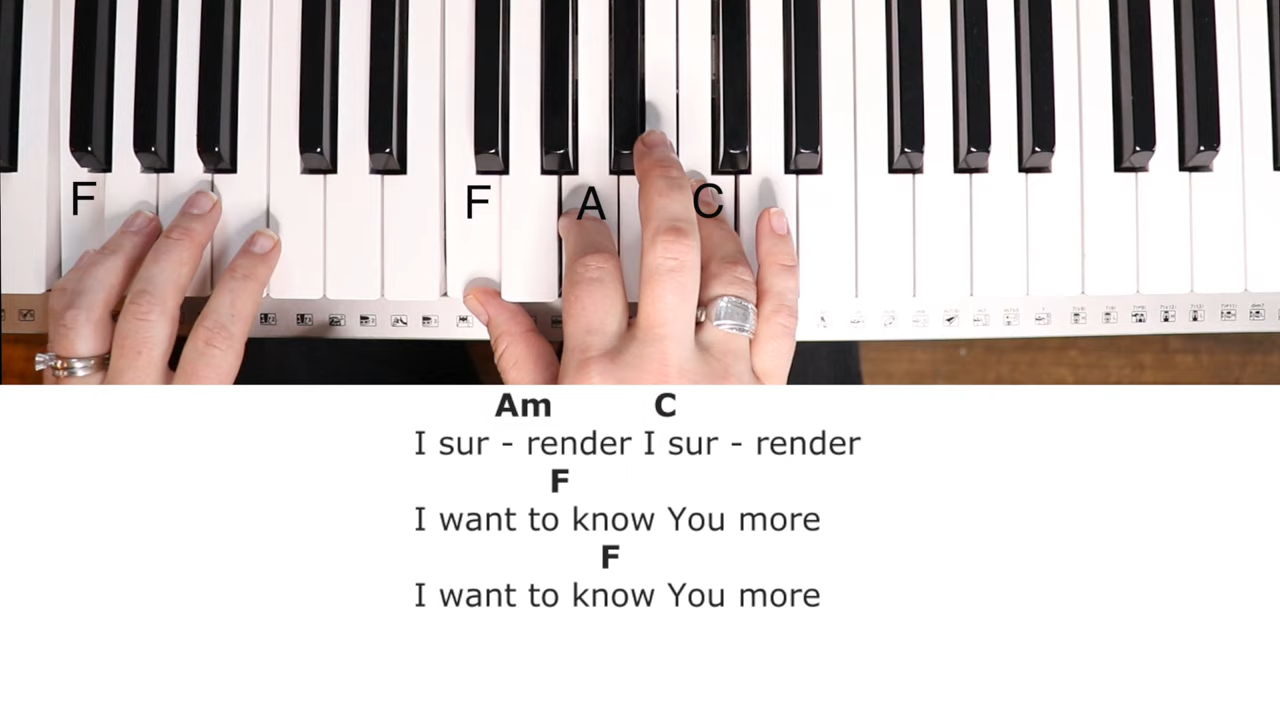 F F A C
Am C
I sur - render I sur - render
F
I want to know You more
F
I want to know You more